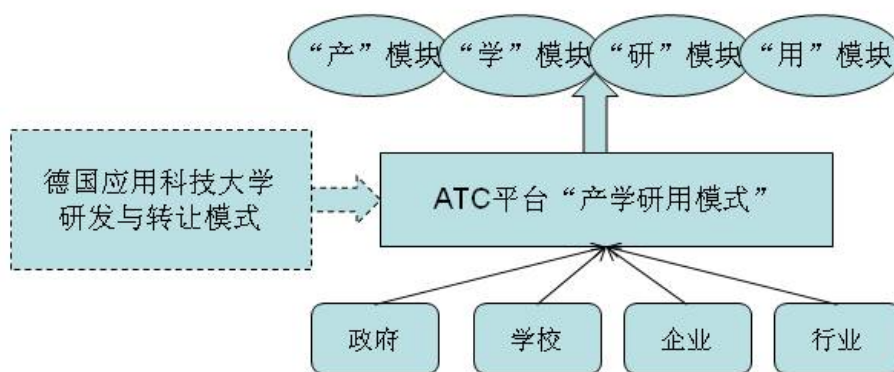 “产”模块 “学”模块 “研”模块 “用”模块
德国应用科技大学
研发与转让模式
ATC平台“产学研用模式”
政府 学校 企业 行业